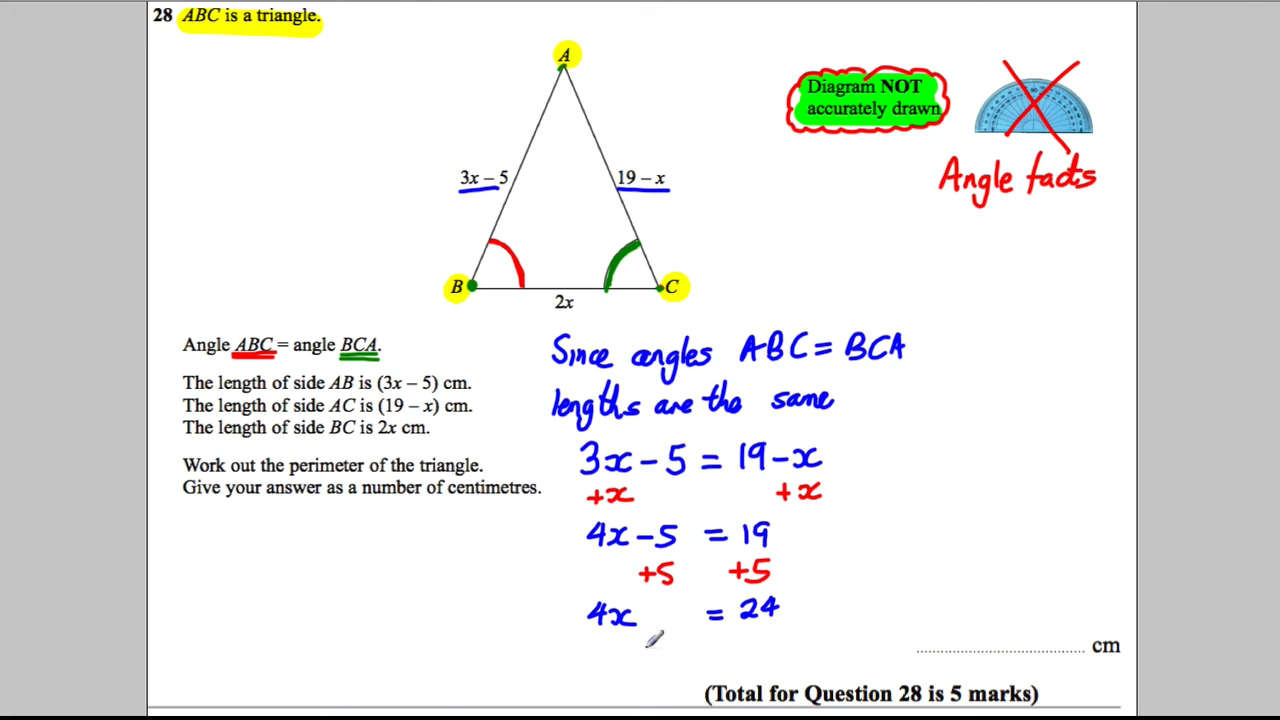 28 ABC is a triangle.
A
Diagram NOT
accurately drawn
Angle facts
3x – 5
19 – x
B
C
2x
Angle ABC = angle BCA.
The length of side AB is (3x – 5) cm.
The length of side AC is (19 – x) cm.
The length of side BC is 2x cm.
Work out the perimeter of the triangle.
Give your answer as a number of centimetres.
Since angles ABC = BCA
lengths are the same
3x – 5 = 19 – x
+x +x
4x – 5 = 19
+5 +5
4x = 24
cm
(Total for Question 28 is 5 marks)